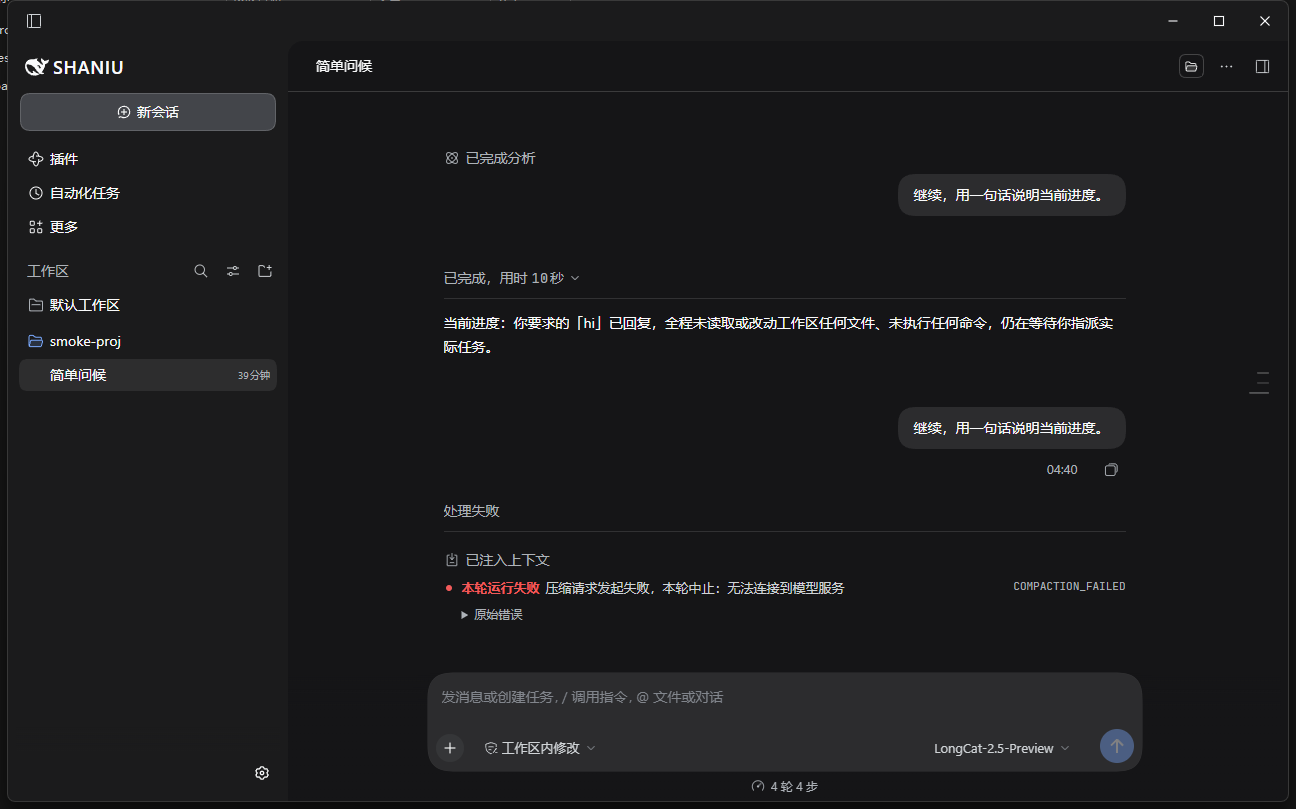 SHANIU
新会话
插件
自动化任务
更多
工作区
默认工作区
smoke-proj
简单问候
39分钟
简单问候
已完成分析
继续，用一句话说明当前进度。
已完成，用时 10秒
当前进度：你要求的「hi」已回复，全程未读取或改动工作区任何文件、未执行任何命令，仍在等待你指派实
际任务。
继续，用一句话说明当前进度。
04:40
处理失败
已注入上下文
本轮运行失败 压缩请求发起失败，本轮中止：无法连接到模型服务
COMPACTION_FAILED
原始错误
发消息或创建任务，/ 调用指令，@ 文件或对话
工作区内修改
LongCat-2.5-Preview
4 轮 4 步